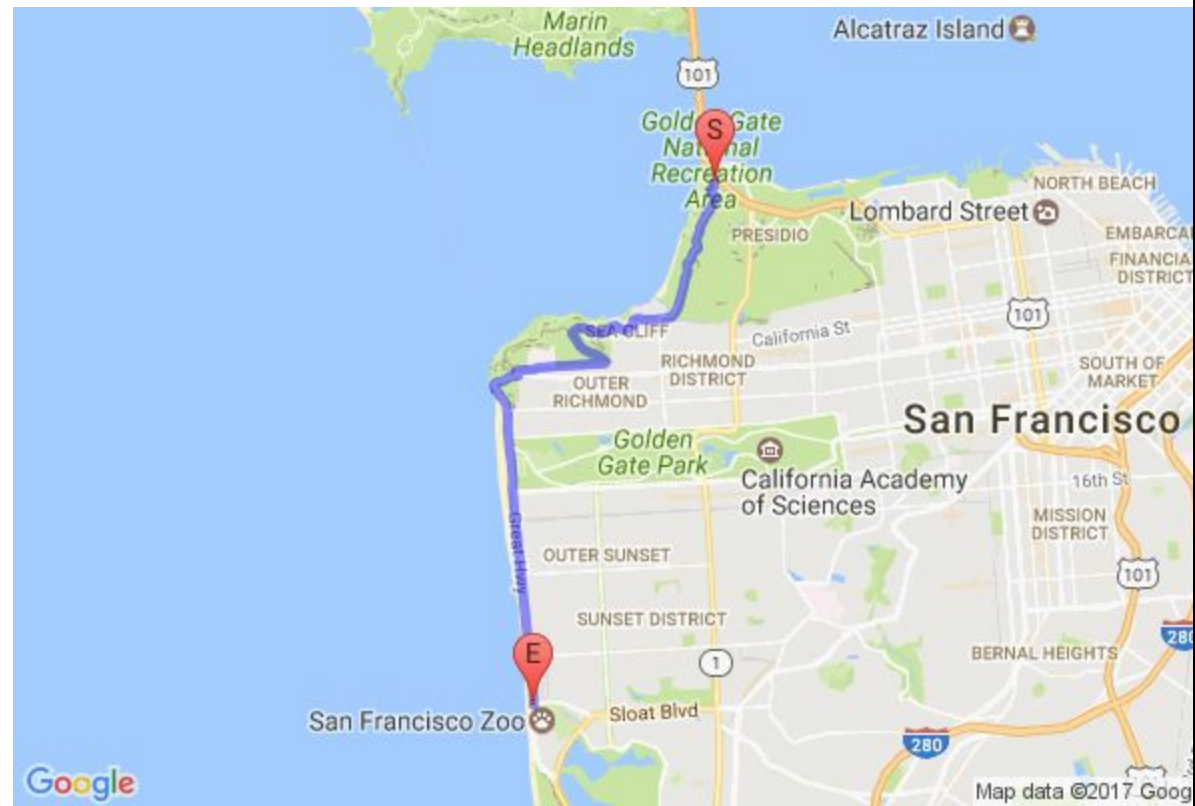 Marin
Headlands
Alcatraz Island
101
S
Golden Gate
National
Recreation
Area
NORTH BEACH
Lombard Street
PRESIDIO
EMBARCA
FINANCIA
DISTRICT
101
SEA CLIFF
California St
RICHMOND
DISTRICT
SOUTH OF
MARKET
OUTER
RICHMOND
San Francisco
Golden
Gate Park
California Academy
of Sciences
16th St
MISSION
DISTRICT
Great Hwy
OUTER SUNSET
101
SUNSET DISTRICT
280
E
1
BERNAL HEIGHTS
San Francisco Zoo
Sloat Blvd
280
101
Google
Map data ©2017 Goog